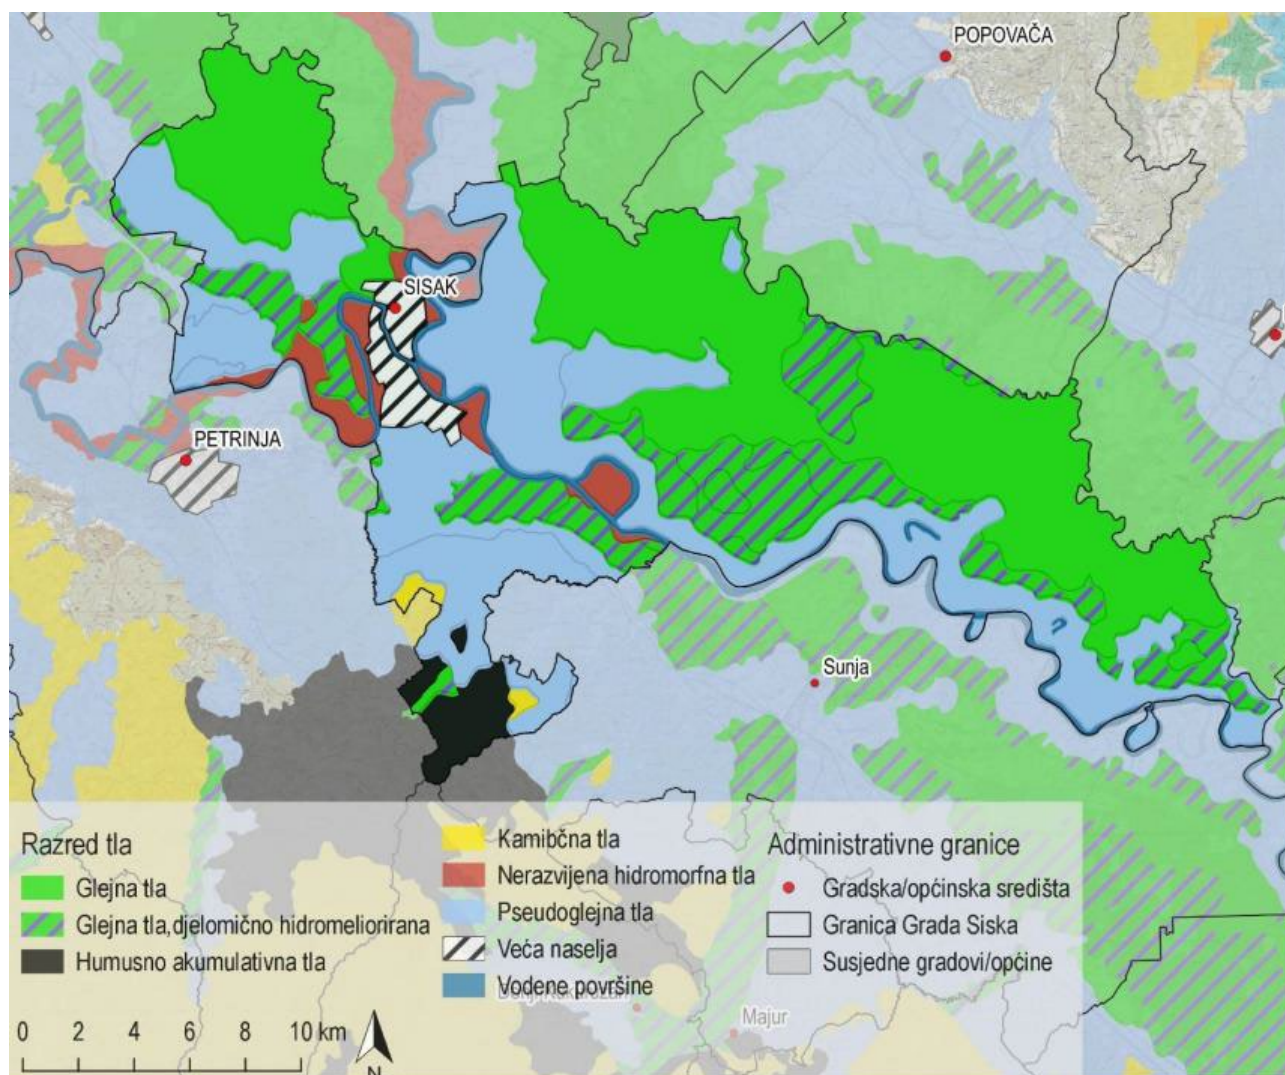 POPOVAČA
SISAK
PETRINJA
Sunja
Razred tla
Glejna tla
Glejna tla,djelomično hidromeliorirana
Humusno akumulativna tla
Kamibčna tla
Nerazvijena hidromorfna tla
Pseudoglejna tla
Veća naselja
Vodene površine
Administrativne granice
Gradska/općinska središta
Granica Grada Siska
Susjedne gradovi/općine
Majur
0 2 4 6 8 10 km
N